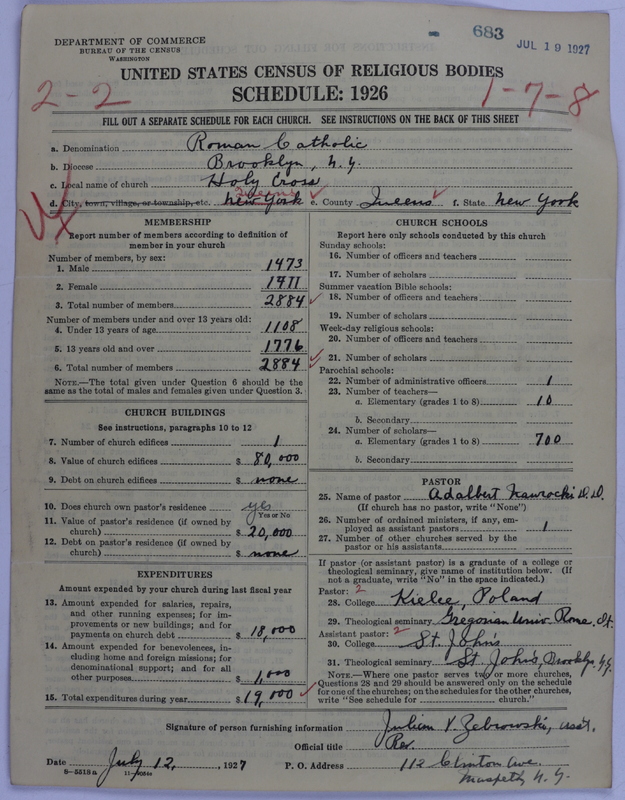 683
JUL 19 1927
DEPARTMENT OF COMMERCE
BUREAU OF THE CENSUS
WASHINGTON
UNITED STATES CENSUS OF RELIGIOUS BODIES
SCHEDULE: 1926
2-2
1-7-8
FILL OUT A SEPARATE SCHEDULE FOR EACH CHURCH. SEE INSTRUCTIONS ON THE BACK OF THIS SHEET
a. Denomination Roman Catholic
b. Diocese Brooklyn, N.Y.
c. Local name of church Holy Cross
d. City, town, village, or township, etc. New York e. County Queens f. State New York
MEMBERSHIP
Report number of members according to definition of
member in your church
Number of members, by sex:
1. Male 1473
2. Female 1411
3. Total number of members 2884
Number of members under and over 13 years old:
4. Under 13 years of age 1108
5. 13 years old and over 1776
6. Total number of members 2884
NOTE.—The total given under Question 6 should be the
same as the total of males and females given under Question 3.
CHURCH BUILDINGS
See instructions, paragraphs 10 to 12
7. Number of church edifices 1
8. Value of church edifices $ 80,000
9. Debt on church edifices $ none
10. Does church own pastor's residence yes
Yes or No
11. Value of pastor's residence (if owned by
church) $ 20,000
12. Debt on pastor's residence (if owned by
church) $ none
EXPENDITURES
Amount expended by your church during last fiscal year
13. Amount expended for salaries, repairs,
and other running expenses; for im-
provements or new buildings; and for
payments on church debt $ 18,000
14. Amount expended for benevolences, in-
cluding home and foreign missions; for
denominational support; and for all
other purposes $ 1,000
15. Total expenditures during year $ 19,000
CHURCH SCHOOLS
Report here only schools conducted by this church
Sunday schools:
16. Number of officers and teachers
17. Number of scholars
Summer vacation Bible schools:
18. Number of officers and teachers
19. Number of scholars
Week-day religious schools:
20. Number of officers and teachers
21. Number of scholars
Parochial schools:
22. Number of administrative officers 1
23. Number of teachers—
a. Elementary (grades 1 to 8) 10
b. Secondary
24. Number of scholars—
a. Elementary (grades 1 to 8) 700
b. Secondary
PASTOR
25. Name of pastor Adalbert Nawrocki D.D.
(If church has no pastor, write "None")
26. Number of ordained ministers, if any, em-
ployed as assistant pastors 1
27. Number of other churches served by the
pastor or his assistants
If pastor (or assistant pastor) is a graduate of a college or
theological seminary, give name of institution below. (If
not a graduate, write "No" in the space indicated.)
Pastor: 2
28. College Kielce, Poland
29. Theological seminary Gregorian Univ. Rome, It.
Assistant pastor: 2
30. College St. John's
31. Theological seminary St. John's, Brooklyn, N.Y.
NOTE.—Where one pastor serves two or more churches,
Questions 28 and 29 should be answered only on the schedule
for one of the churches; on the schedules for the other churches,
write "See schedule for church."
Signature of person furnishing information Julian V. Zebrowski, asst.
Official title Rev.
Date July 12, 1927 P. O. Address 112 Clinton Ave.
8-5518a Maspeth N.Y.